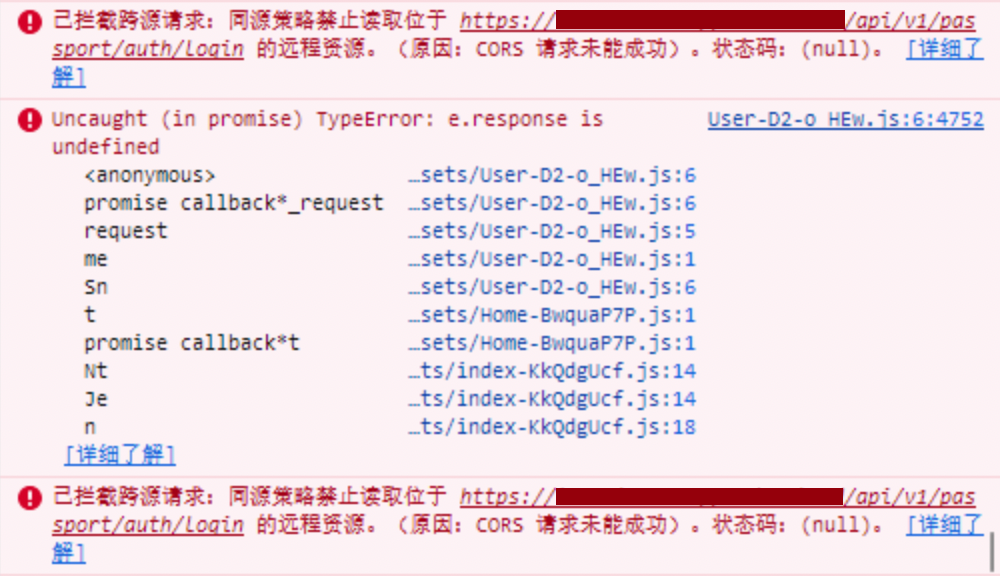 已拦截跨源请求：同源策略禁止读取位于 https:///api/v1/pas
sport/auth/login 的远程资源。（原因：CORS 请求未能成功）。状态码：(null)。 [详细了
解]
Uncaught (in promise) TypeError: e.response is User-D2-o_HEw.js:6:4752
undefined
<anonymous> …sets/User-D2-o_HEw.js:6
promise callback*_request …sets/User-D2-o_HEw.js:6
request …sets/User-D2-o_HEw.js:5
me …sets/User-D2-o_HEw.js:1
Sn …sets/User-D2-o_HEw.js:6
t …sets/Home-BwquaP7P.js:1
promise callback*t …sets/Home-BwquaP7P.js:1
Nt …ts/index-KkQdgUcf.js:14
Je …ts/index-KkQdgUcf.js:14
n …ts/index-KkQdgUcf.js:18
[详细了解]
已拦截跨源请求：同源策略禁止读取位于 https:///api/v1/pas
sport/auth/login 的远程资源。（原因：CORS 请求未能成功）。状态码：(null)。 [详细了
解]